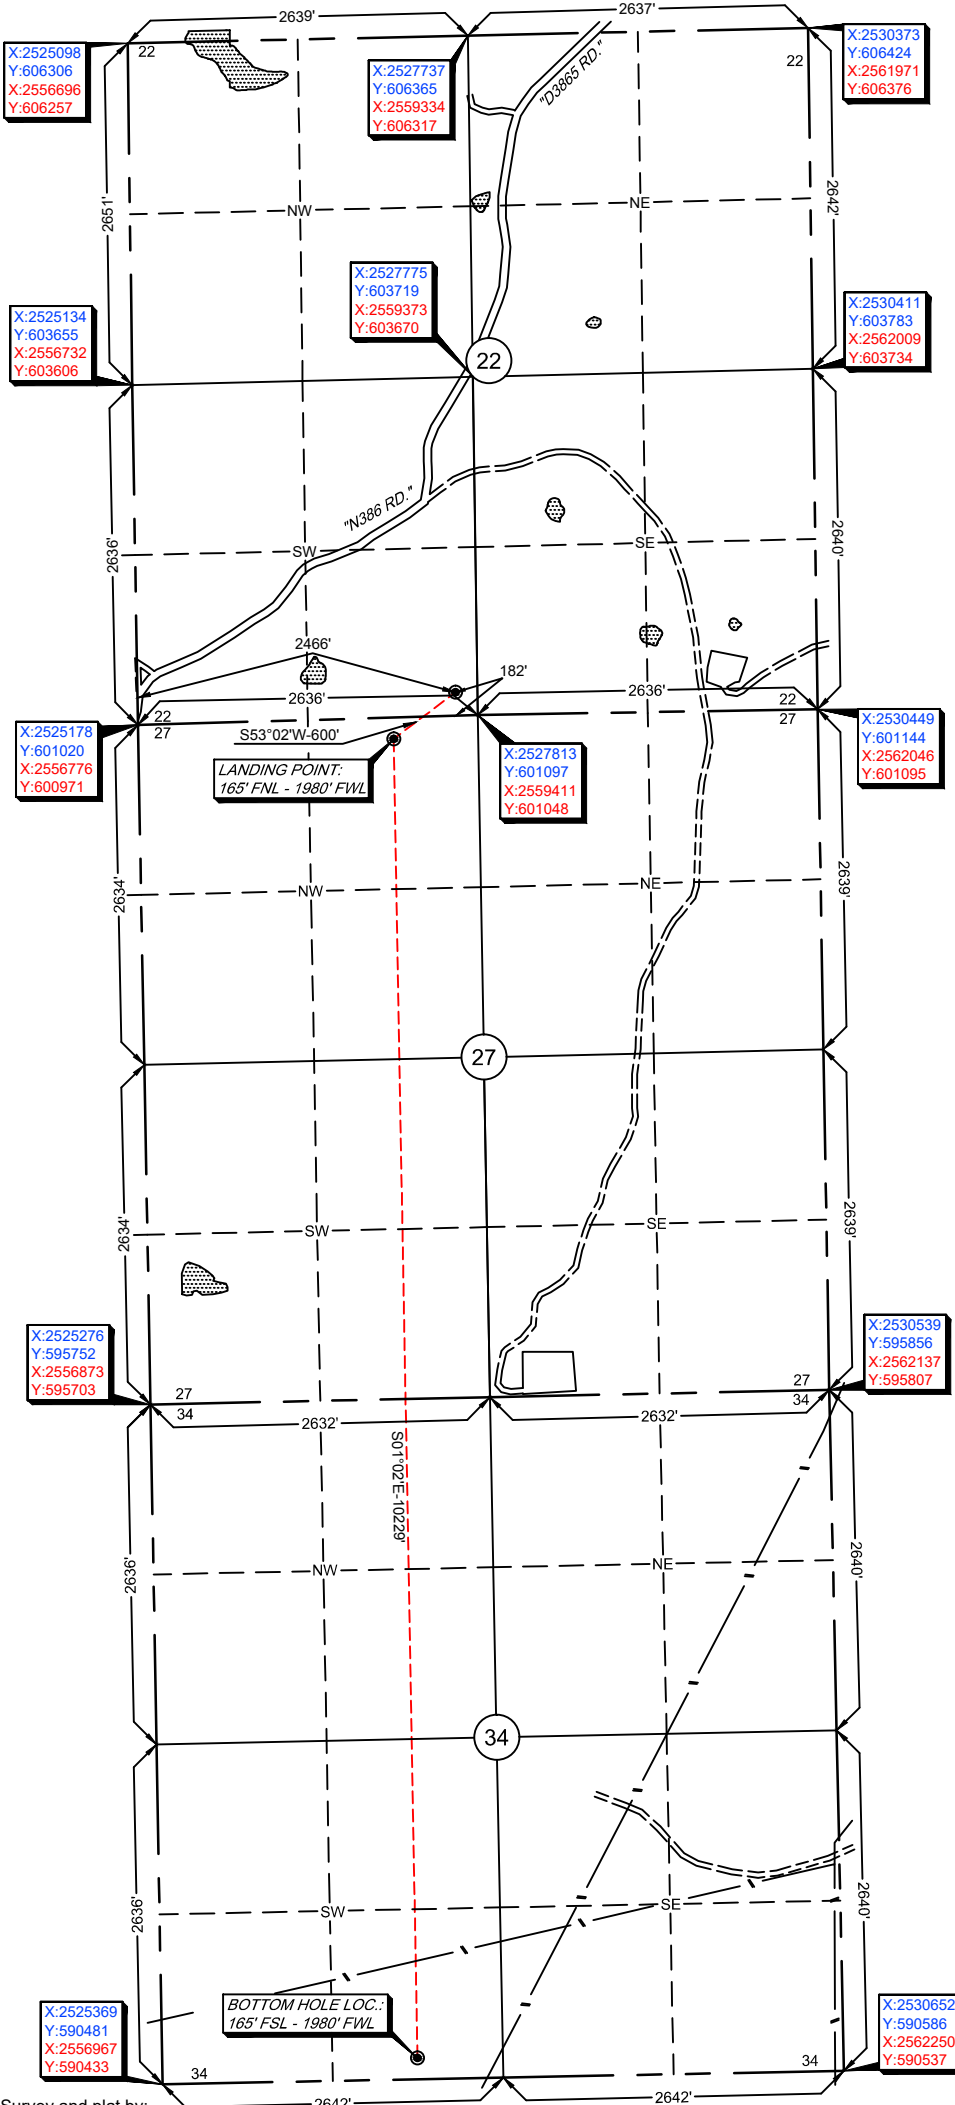 2639'
2637'
X:2525098
Y:606306
X:2556696
Y:606257
22
X:2527737
Y:606365
X:2559334
Y:606317
"D3865 RD."
22
X:2530373
Y:606424
X:2561971
Y:606376
2651'
NW
NE
2642'
X:2525134
Y:603655
X:2556732
Y:603606
X:2527775
Y:603719
X:2559373
Y:603670
22
X:2530411
Y:603783
X:2562009
Y:603734
"N386 RD."
2636'
SW
SE
2640'
2466'
182'
2636'
2636'
22
27
22
27
X:2525178
Y:601020
X:2556776
Y:600971
S53°02'W-600'
LANDING POINT:
165' FNL - 1980' FWL
X:2527813
Y:601097
X:2559411
Y:601048
X:2530449
Y:601144
X:2562046
Y:601095
2634'
NW
NE
2639'
27
2634'
SW
SE
2639'
X:2525276
Y:595752
X:2556873
Y:595703
27
34
27
34
X:2530539
Y:595856
X:2562137
Y:595807
2632'
2632'
S01°02'E-10229'
2636'
NW
NE
2640'
34
2636'
SW
SE
2640'
X:2525369
Y:590481
X:2556967
Y:590433
BOTTOM HOLE LOC.:
165' FSL - 1980' FWL
X:2530652
Y:590586
X:2562250
Y:590537
34
34
2642'
2642'
Survey and plat by: